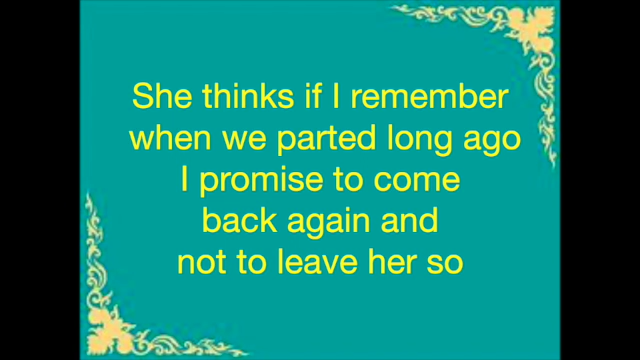 She thinks if I remember
when we parted long ago
I promise to come
back again and
not to leave her so